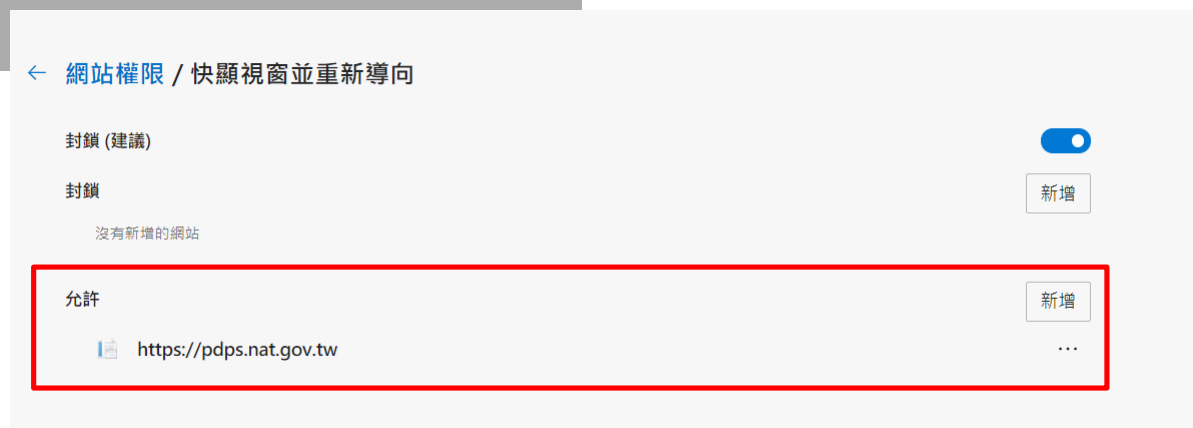 ← 網站權限 / 快顯視窗並重新導向
封鎖 (建議)
封鎖
新增
沒有新增的網站
允許
新增
https://pdps.nat.gov.tw
...